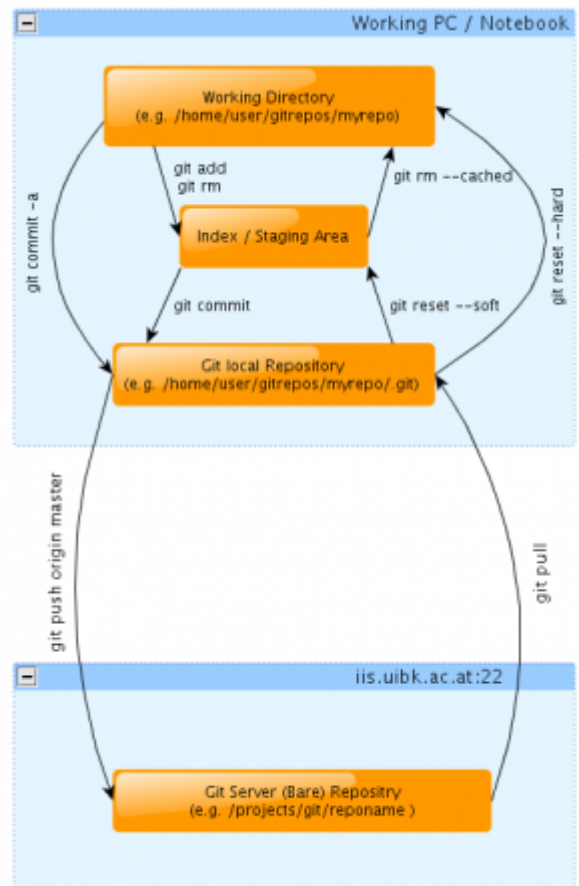 Working PC / Notebook
Working Directory
(e.g. /home/user/gitrepos/myrepo)
git add
git rm
git rm --cached
git commit -a
git reset --hard
Index / Staging Area
git commit
git reset --soft
Git local Repository
(e.g. /home/user/gitrepos/myrepo/.git)
git push origin master
git pull
iis.uibk.ac.at:22
Git Server (Bare) Repositry
(e.g. /projects/git/reponame )